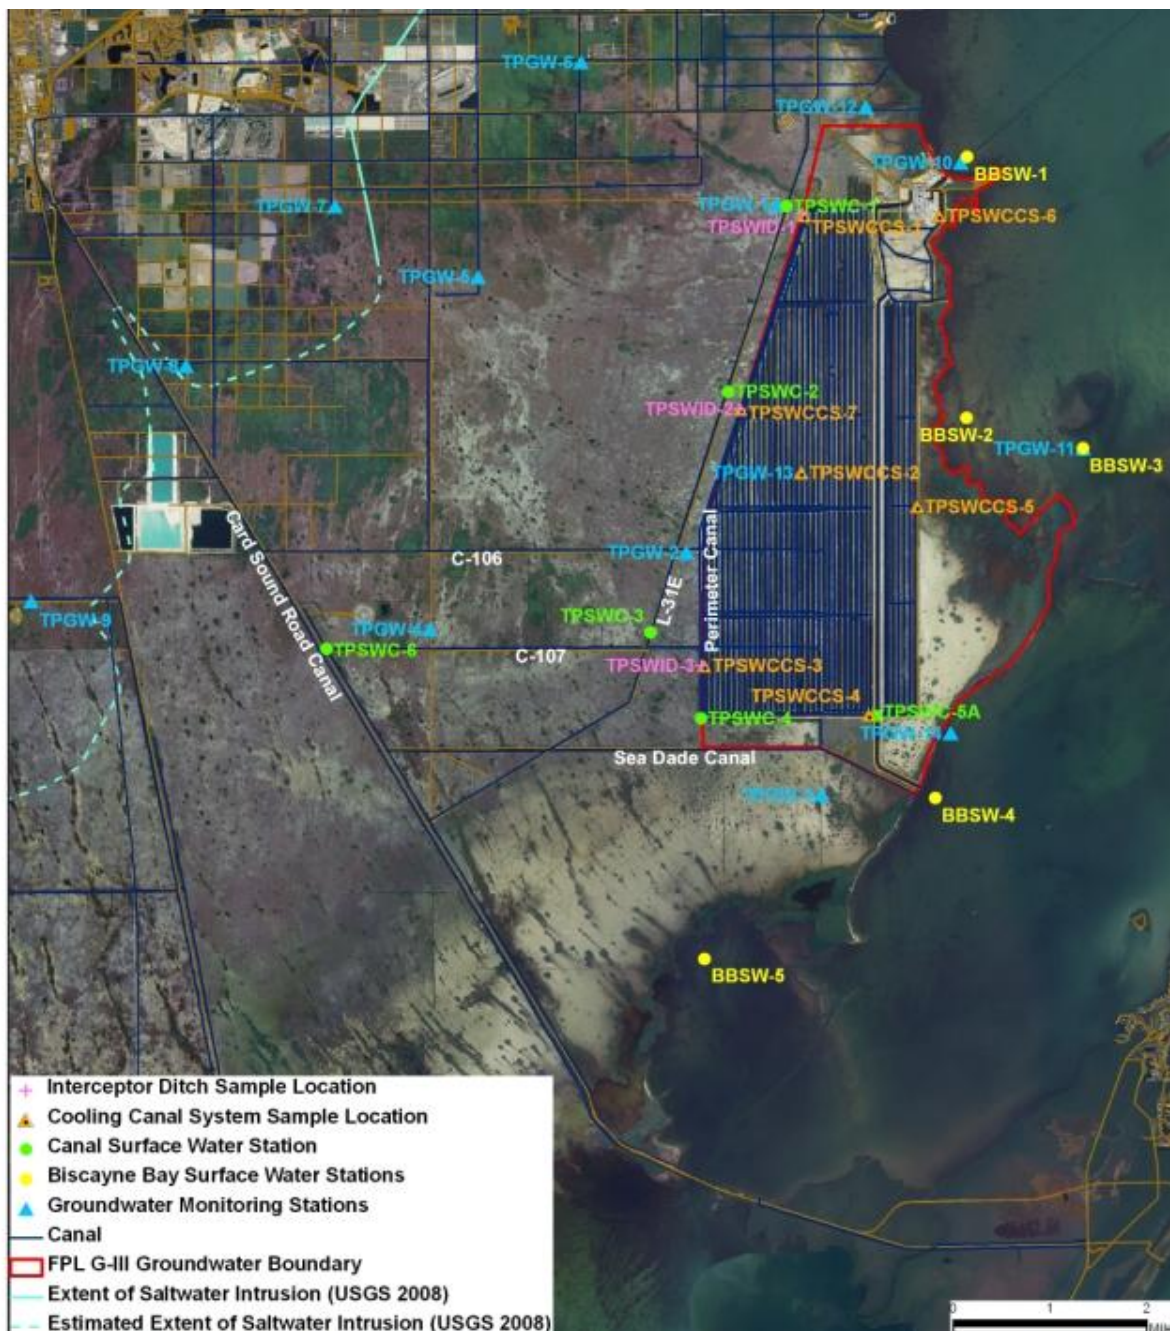 TPGW-6
TPGW-12
TPGW-10
BBSW-1
TPGW-7
TPGW-1
TPSWC-1
TPSWID-1
TPSWCCS-1
TPSWCCS-6
TPGW-5
TPGW-8
TPSWC-2
TPSWID-2
TPSWCCS-7
BBSW-2
TPGW-11
BBSW-3
TPGW-13
TPSWCCS-2
TPSWCCS-5
Card Sound Road Canal
C-106
TPGW-2
Perimeter Canal
L-31E
TPGW-9
TPGW-4
TPSWC-3
TPSWC-6
C-107
TPSWID-3
TPSWCCS-3
TPSWCCS-4
TPSWC-4
TPSWC-5A
TPGW-14
Sea Dade Canal
BBSW-4
BBSW-5
Interceptor Ditch Sample Location
Cooling Canal System Sample Location
Canal Surface Water Station
Biscayne Bay Surface Water Stations
Groundwater Monitoring Stations
Canal
FPL G-III Groundwater Boundary
Extent of Saltwater Intrusion (USGS 2008)
Estimated Extent of Saltwater Intrusion (USGS 2008)
0 1 2